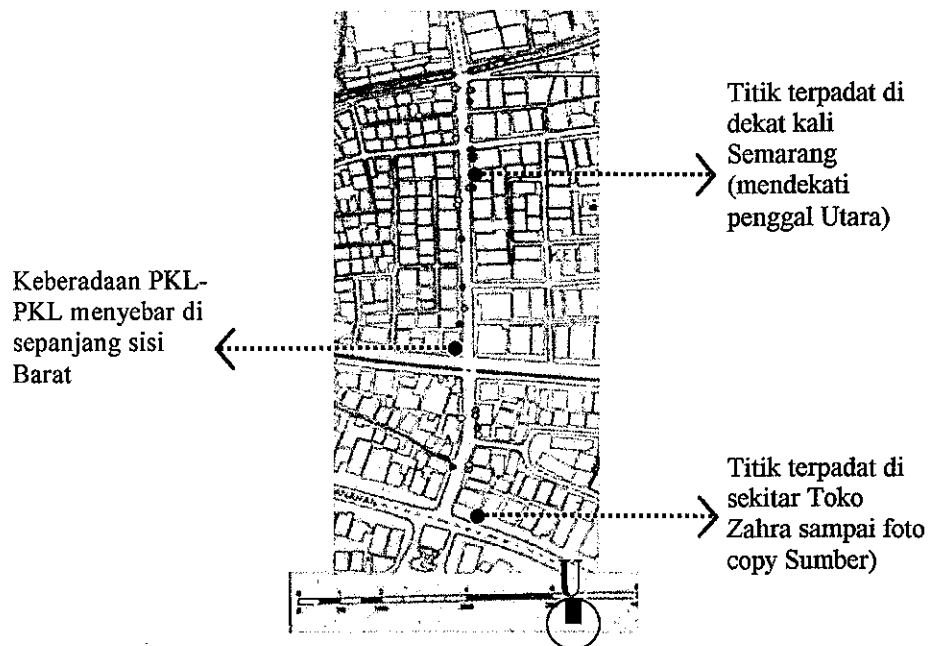 Titik terpadat di
dekat kali
Semarang
(mendekati
penggal Utara)
Keberadaan PKL-
PKL menyebar di
sepanjang sisi
Barat
Titik terpadat di
sekitar Toko
Zahra sampai foto
copy Sumber)